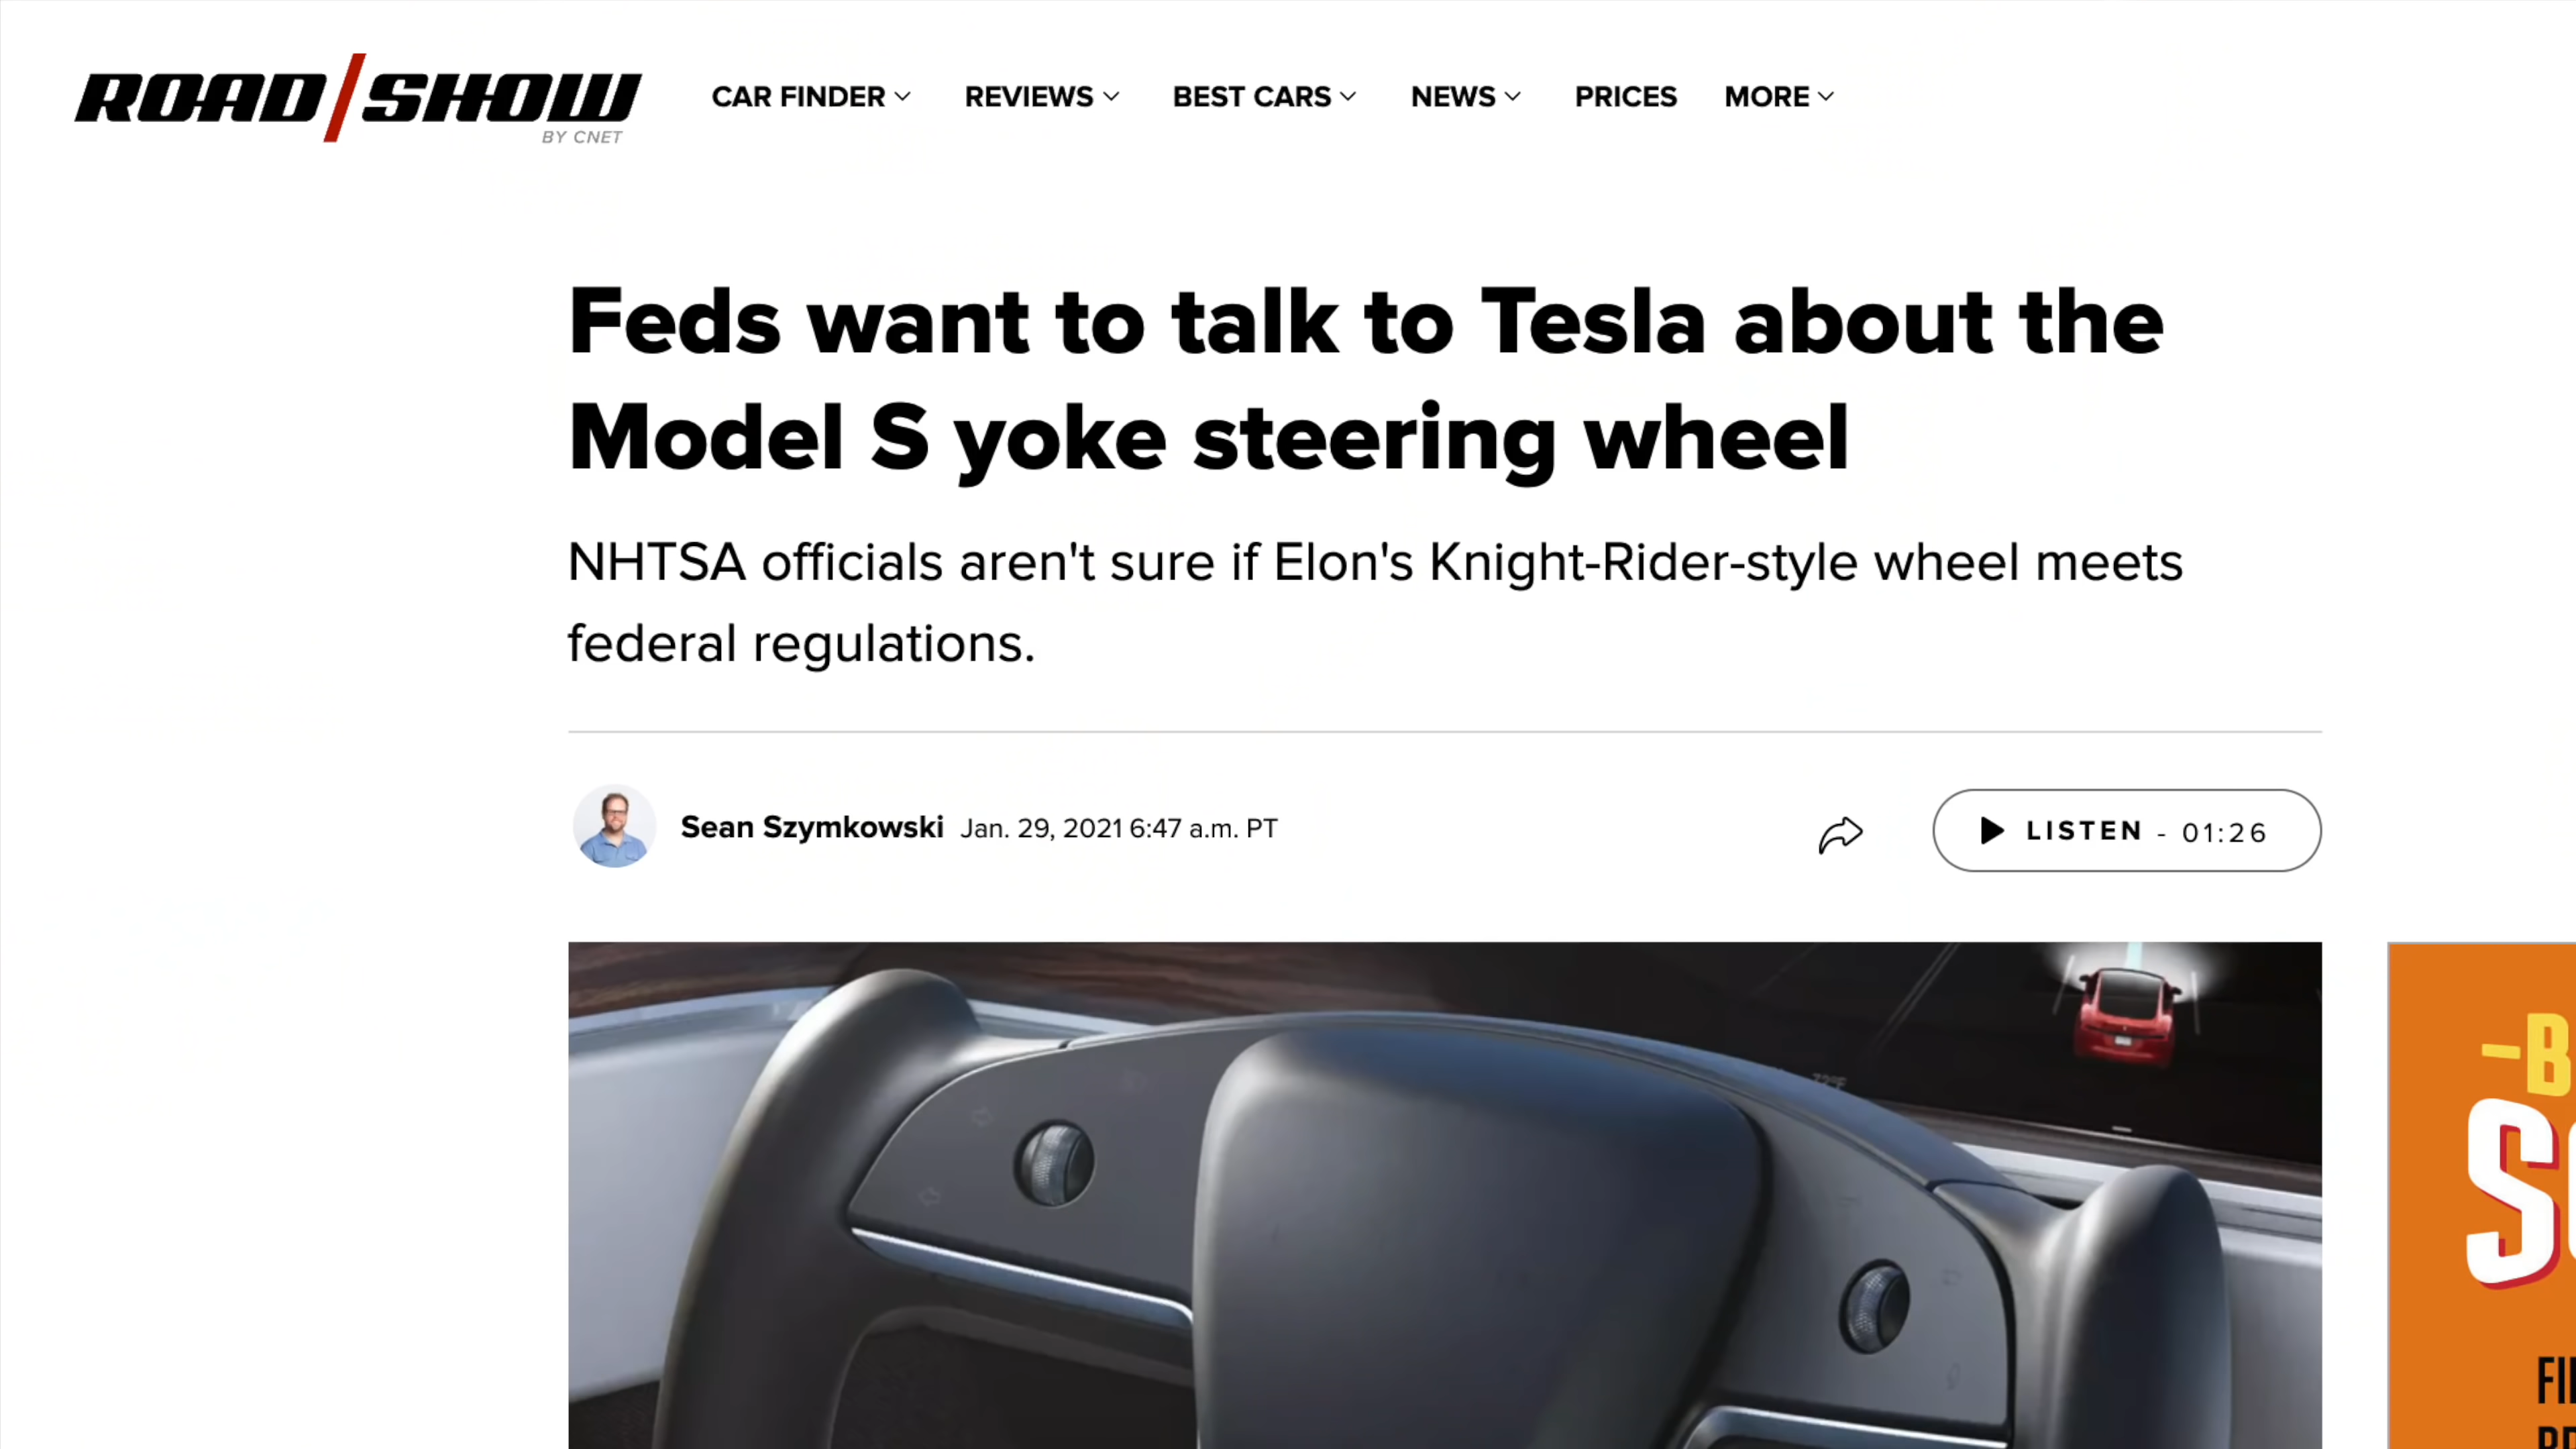 ROAD/SHOW
BY CNET
CAR FINDER REVIEWS BEST CARS NEWS PRICES MORE
Feds want to talk to Tesla about the
Model S yoke steering wheel
NHTSA officials aren't sure if Elon's Knight-Rider-style wheel meets
federal regulations.
Sean Szymkowski Jan. 29, 2021 6:47 a.m. PT
LISTEN - 01:26
72°F
-B